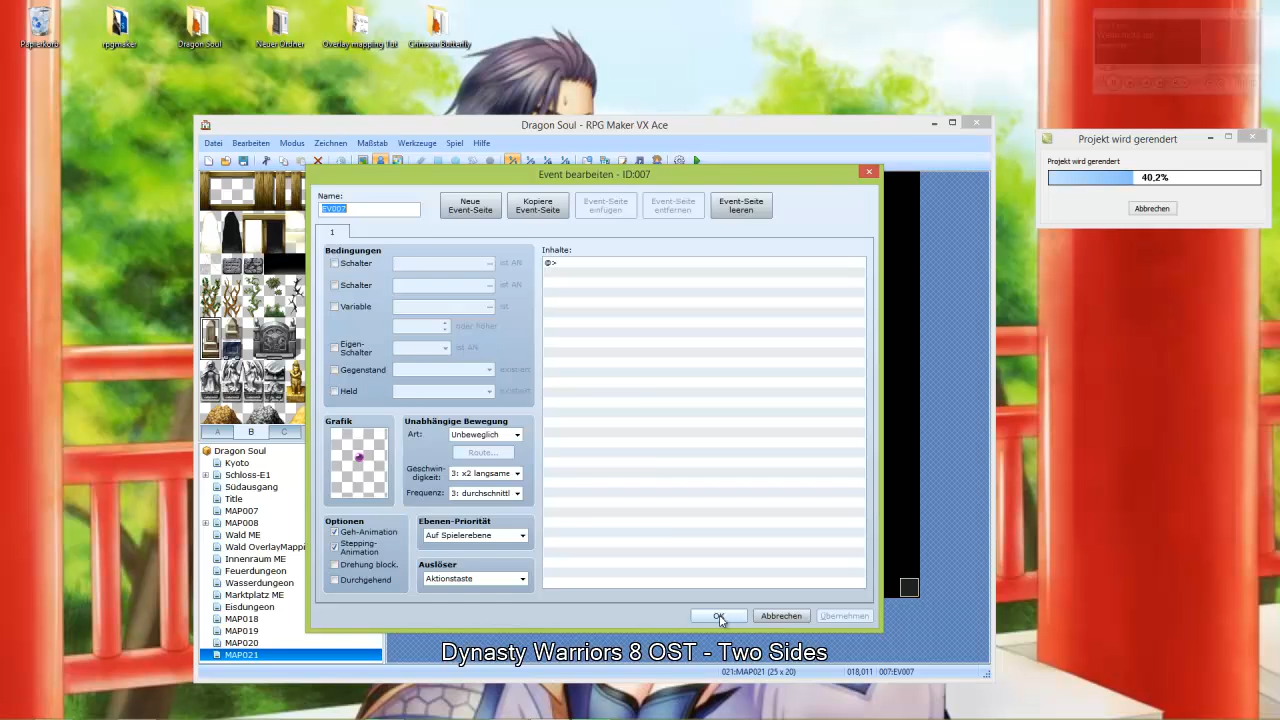 Papierkorb
rpgmaker
Dragon Soul
Neuer Ordner
Overlay mapping Tut
Crimson Butterfly
Dragon Soul - RPG Maker VX Ace
Datei Bearbeiten Modus Zeichnen Maßstab Werkzeuge Spiel Hilfe
Projekt wird gerendert
Projekt wird gerendert
40,2%
Abbrechen
Event bearbeiten - ID:007
Name:
EV007
Neue Event-Seite
Kopiere Event-Seite
Event-Seite einfügen
Event-Seite entfernen
Event-Seite leeren
1
Bedingungen
Schalter ist AN
Schalter ist AN
Variable ist
oder höher
Eigen-Schalter ist AN
Gegenstand existiert
Held existiert
Inhalte:
@>
Grafik
Unabhängige Bewegung
Art: Unbeweglich
Route...
Geschwin-digkeit: 3: x2 langsame
Frequenz: 3: durchschnittl
Optionen
Geh-Animation
Stepping-Animation
Drehung block.
Durchgehend
Ebenen-Priorität
Auf Spielerebene
Auslöser
Aktionstaste
OK Abbrechen Übernehmen
A B C
Dragon Soul
Kyoto
Schloss-E1
Südausgang
Title
MAP007
MAP008
Wald ME
Wald OverlayMappi
Innenraum ME
Feuerdungeon
Wasserdungeon
Marktplatz ME
Eisdungeon
MAP018
MAP019
MAP020
MAP021
Dynasty Warriors 8 OST - Two Sides
021:MAP021 (25 x 20) 018,011 007:EV007